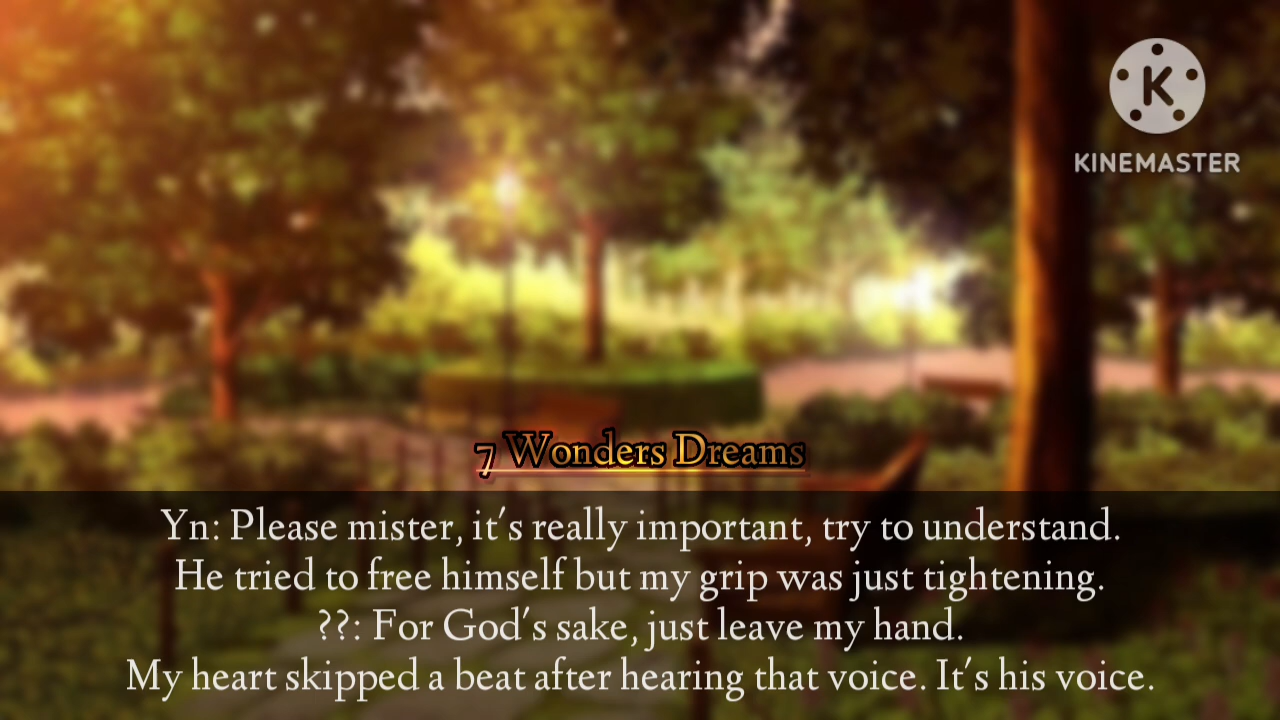 KINEMASTER
7 Wonders Dreams
Yn: Please mister, it's really important, try to understand.
He tried to free himself but my grip was just tightening.
??: For God's sake, just leave my hand.
My heart skipped a beat after hearing that voice. It's his voice.